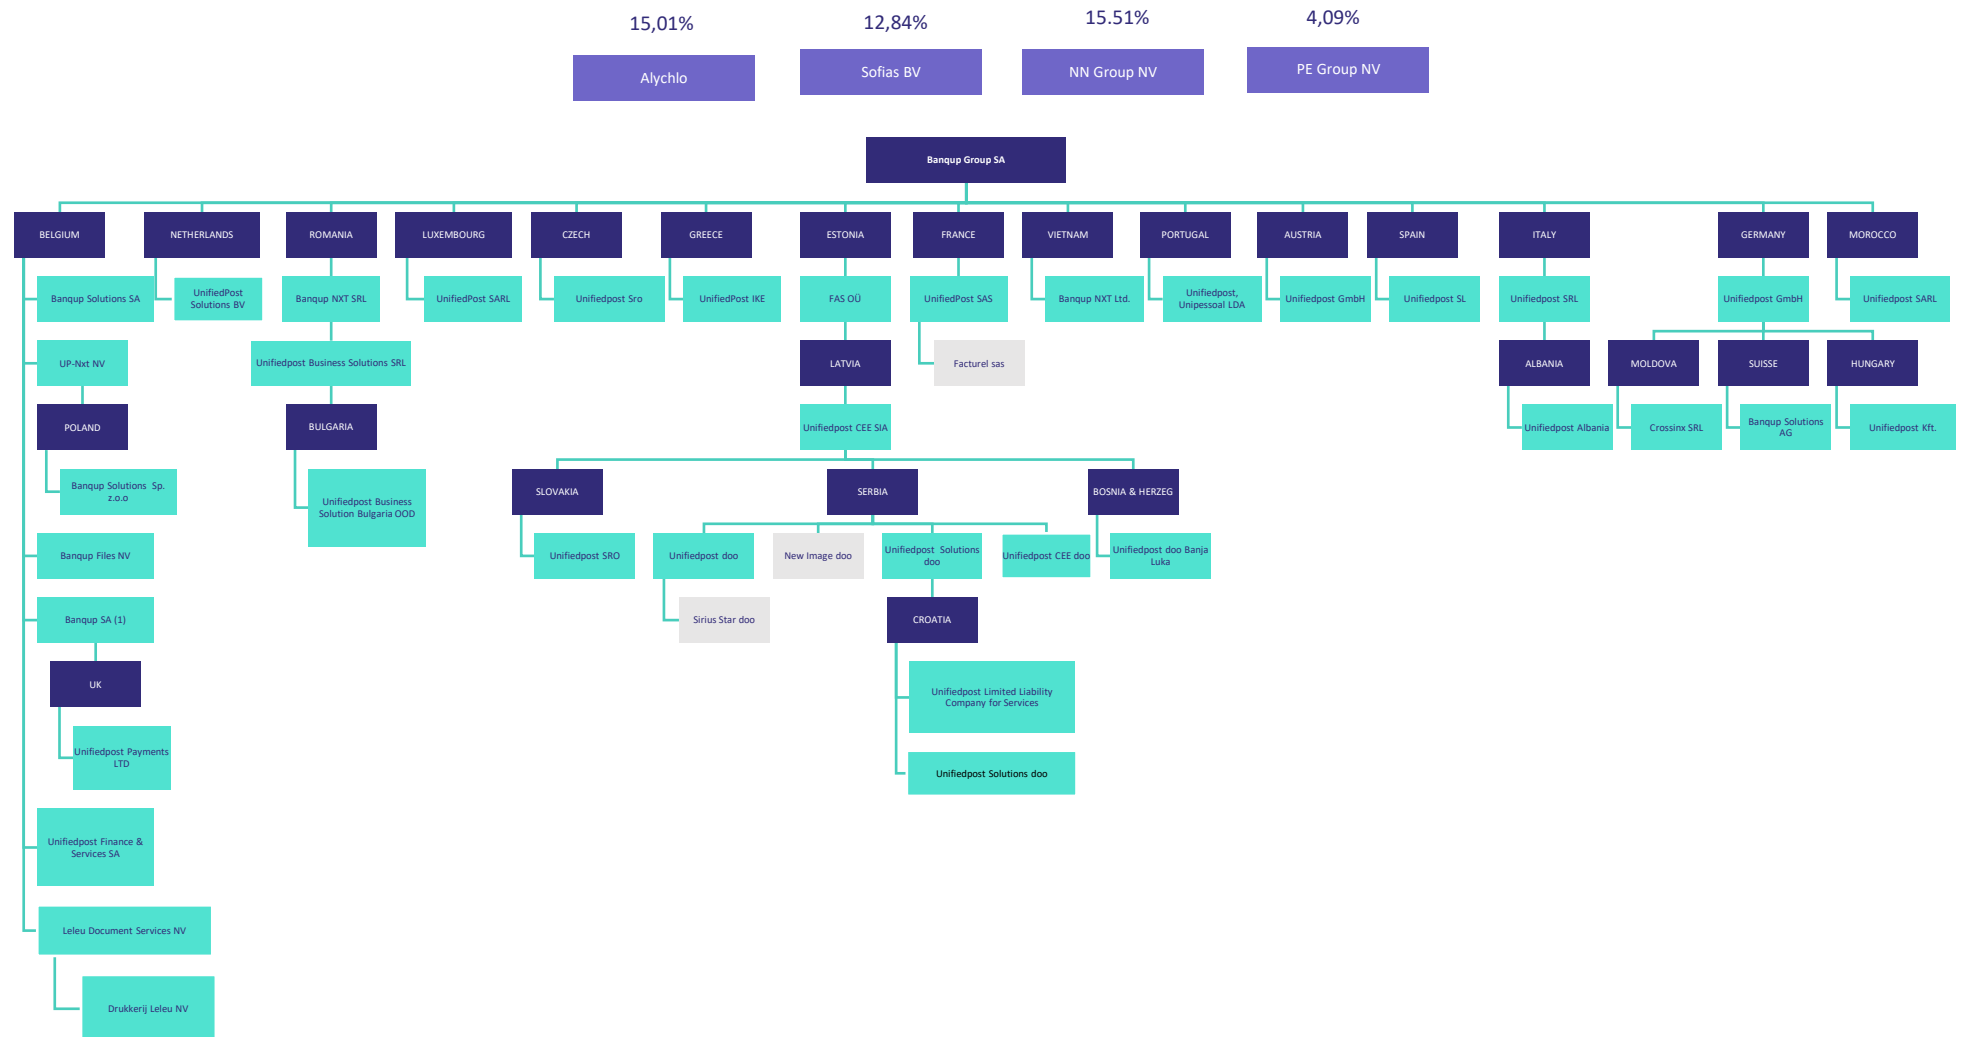 15,01%
12,84%
15.51%
4,09%
Alychlo
Sofias BV
NN Group NV
PE Group NV
Banqup Group SA
BELGIUM
NETHERLANDS
ROMANIA
LUXEMBOURG
CZECH
GREECE
ESTONIA
FRANCE
VIETNAM
PORTUGAL
AUSTRIA
SPAIN
ITALY
GERMANY
MOROCCO
Banqup Solutions SA
UnifiedPost
Solutions BV
Banqup NXT SRL
UnifiedPost SARL
Unifiedpost Sro
UnifiedPost IKE
FAS OÜ
UnifiedPost SAS
Banqup NXT Ltd.
Unifiedpost,
Unipessoal LDA
Unifiedpost GmbH
Unifiedpost SL
Unifiedpost SRL
Unifiedpost GmbH
Unifiedpost SARL
UP-Nxt NV
Unifiedpost Business Solutions SRL
LATVIA
Facturel sas
ALBANIA
MOLDOVA
SUISSE
HUNGARY
POLAND
BULGARIA
Unifiedpost CEE SIA
Unifiedpost Albania
Crossinx SRL
Banqup Solutions
AG
Unifiedpost Kft.
Banqup Solutions Sp.
z.o.o
Unifiedpost Business
Solution Bulgaria OOD
SLOVAKIA
SERBIA
BOSNIA & HERZEG
Banqup Files NV
Unifiedpost SRO
Unifiedpost doo
New Image doo
Unifiedpost Solutions
doo
Unifiedpost CEE doo
Unifiedpost doo Banja
Luka
Banqup SA (1)
Sirius Star doo
CROATIA
UK
Unifiedpost Limited Liability
Company for Services
Unifiedpost Payments
LTD
Unifiedpost Solutions doo
Unifiedpost Finance &
Services SA
Leleu Document Services NV
Drukkerij Leleu NV